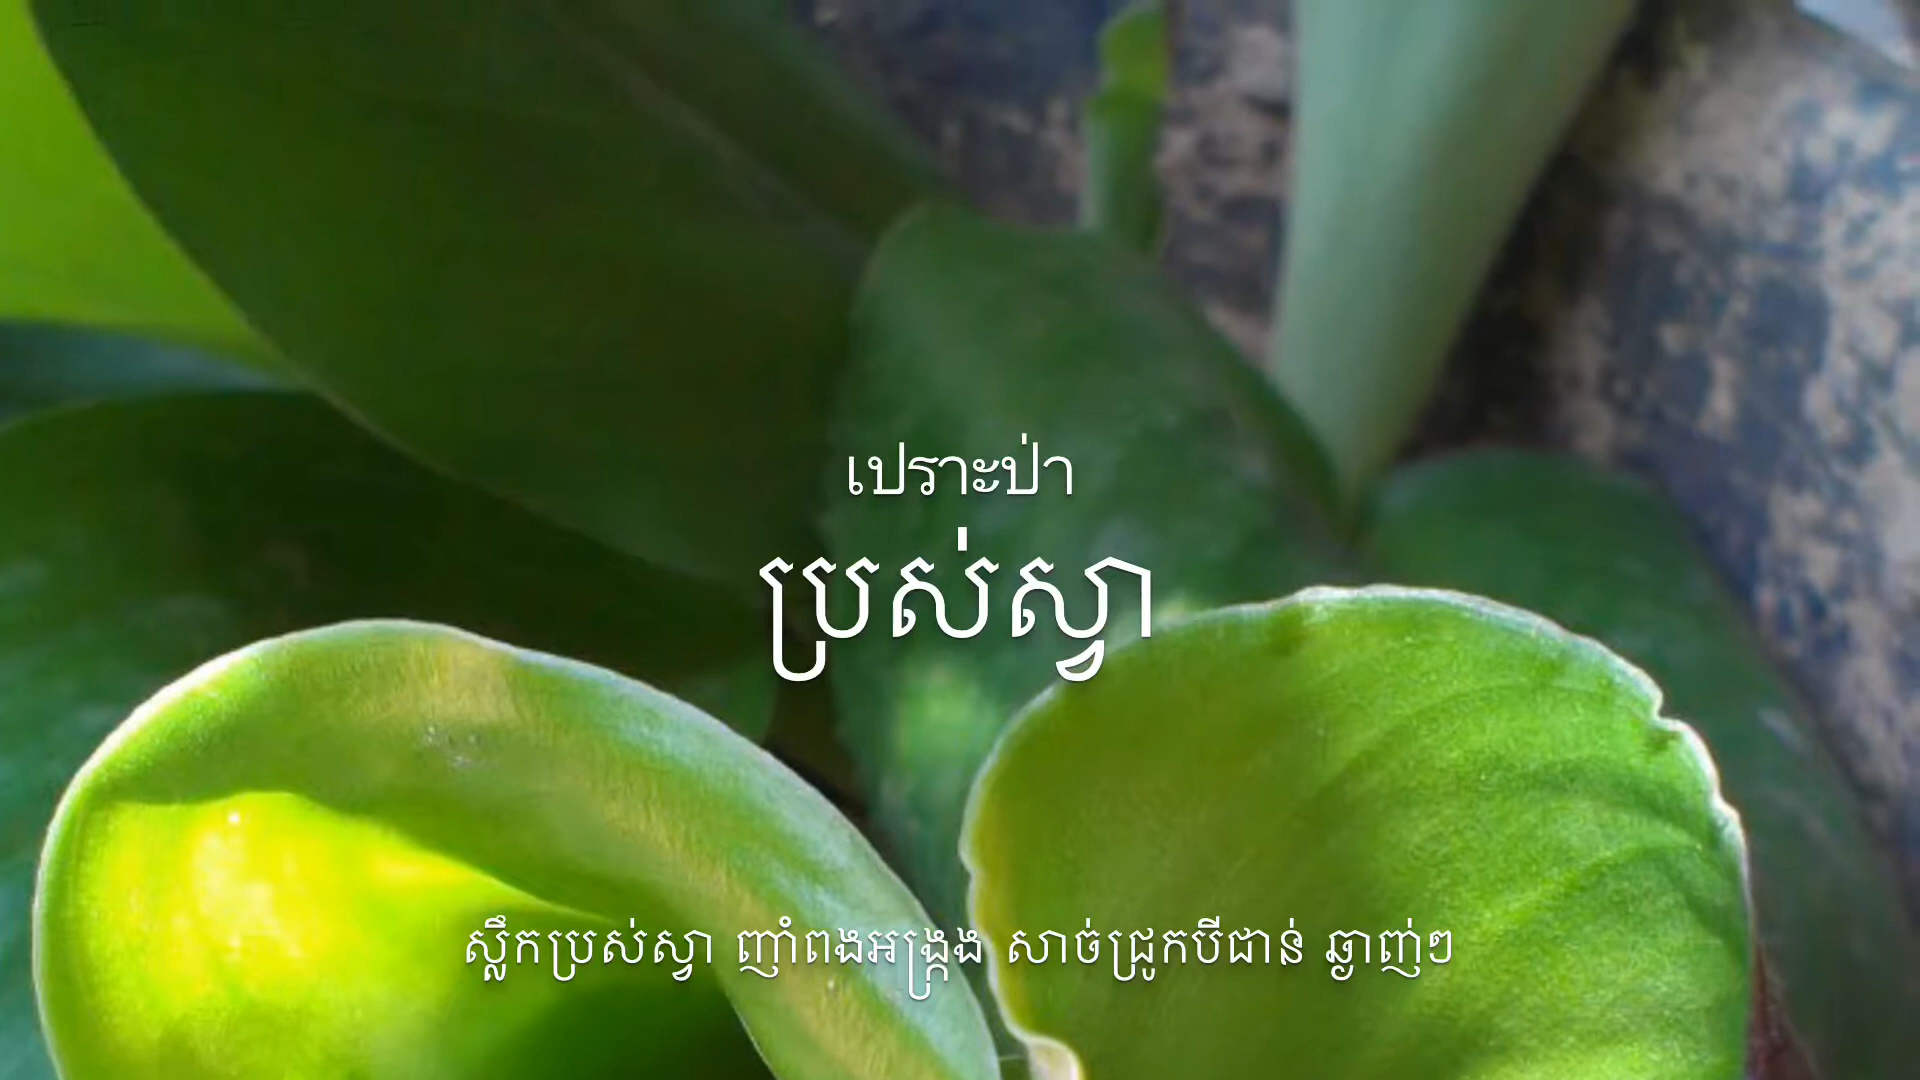 เปราะป่า
ប្រស់ស្វា
ស្លឹកប្រស់ស្វា ញ៉ាំពងអង្ក្រង សាច់ជ្រូកបីជាន់ ឆ្ងាញ់ៗ